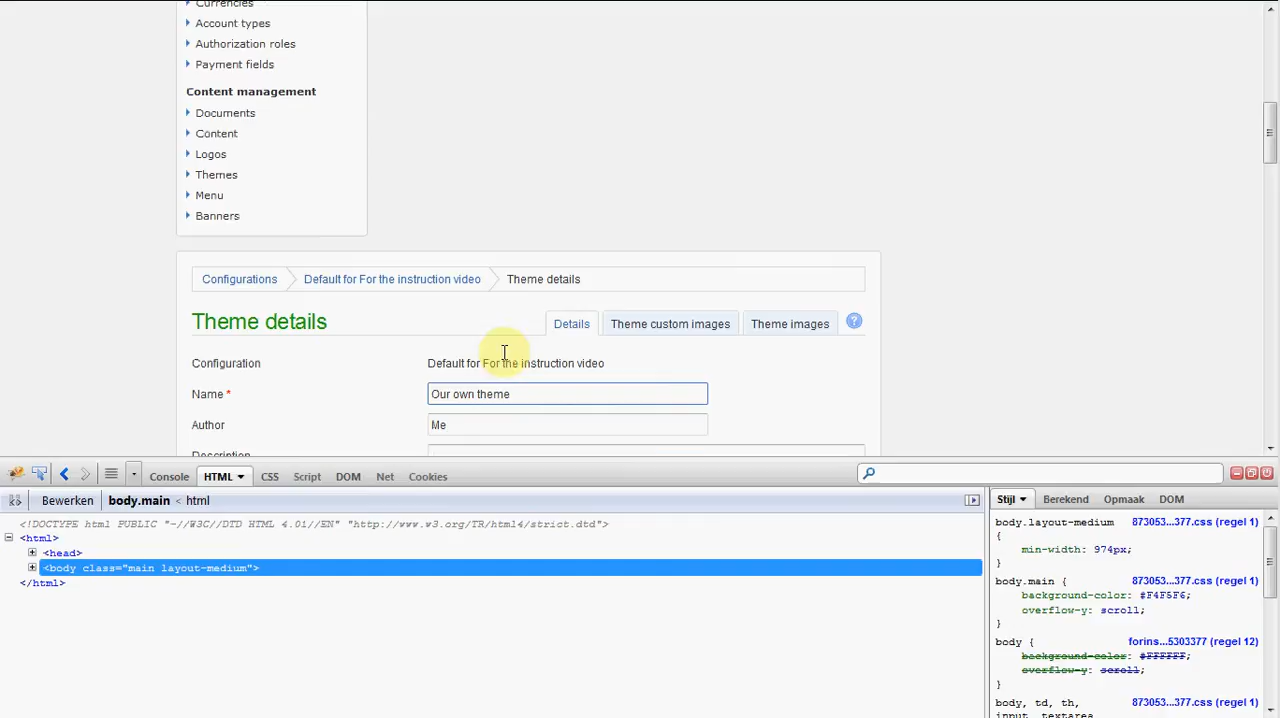 Currencies
Account types
Authorization roles
Payment fields
Content management
Documents
Content
Logos
Themes
Menu
Banners
Configurations Default for For the instruction video Theme details
Theme details Details Theme custom images Theme images ?
Configuration Default for For the instruction video
Name * Our own theme
Author Me
Description
Console HTML CSS Script DOM Net Cookies
Bewerken body.main < html
Stijl Berekend Opmaak DOM
<!DOCTYPE html PUBLIC "-//W3C//DTD HTML 4.01//EN" "http://www.w3.org/TR/html4/strict.dtd">
<html>
<head>
<body class="main layout-medium">
</html>
body.layout-medium 873053...377.css (regel 1)
{
min-width: 974px;
}
body.main { 873053...377.css (regel 1)
background-color: #F4F5F6;
overflow-y: scroll;
}
body { forins...5303377 (regel 12)
background-color: #FFFFFF;
overflow-y: scroll;
}
body, td, th, 873053...377.css (regel 1)
input, textarea